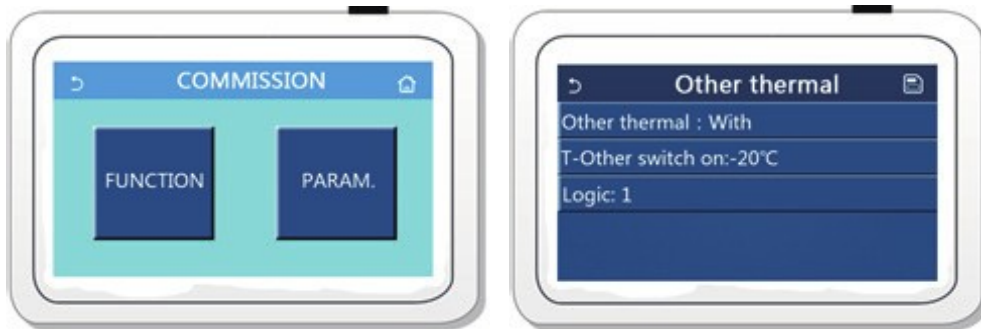 COMMISSION
FUNCTION
PARAM.
Other thermal
Other thermal : With
T-Other switch on:-20℃
Logic: 1